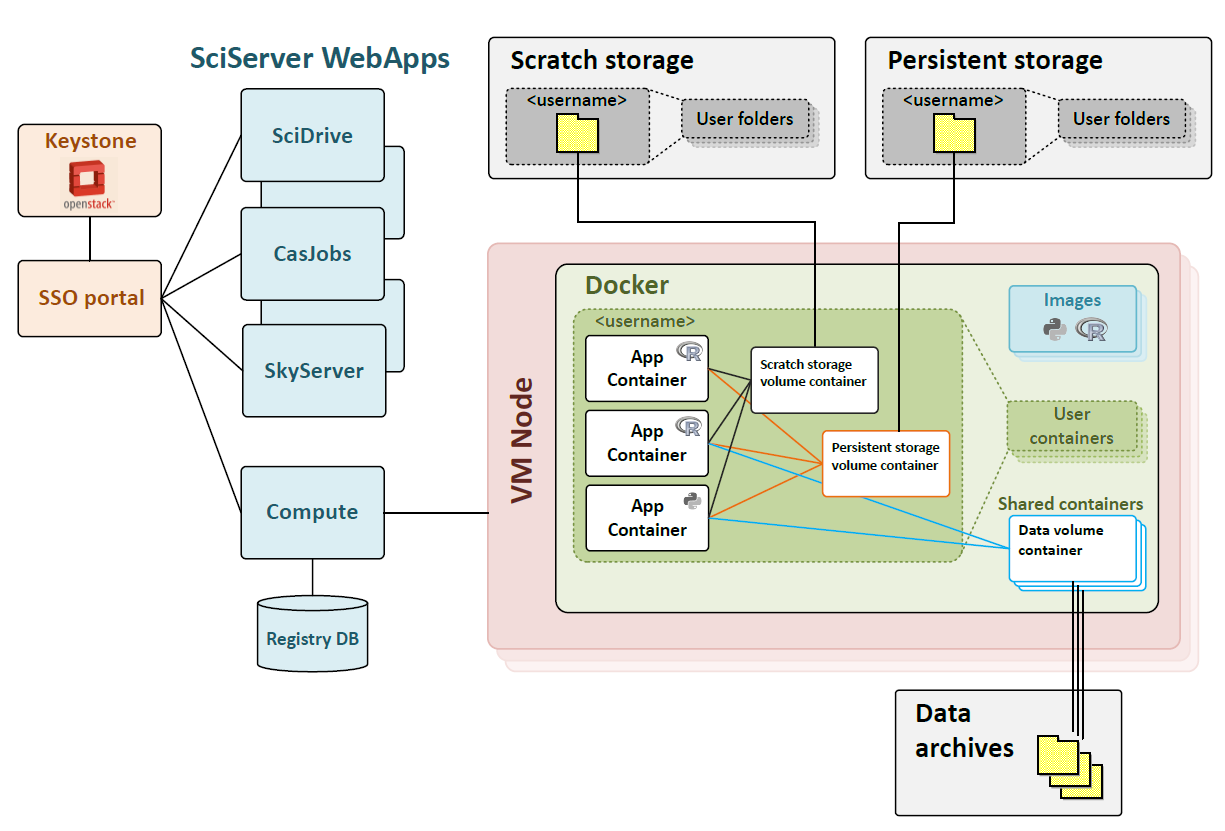 SciServer WebApps
Keystone
openstack™
SSO portal
SciDrive
CasJobs
SkyServer
Compute
Registry DB
Scratch storage
<username>
User folders
Persistent storage
<username>
User folders
VM Node
Docker
<username>
App
Container
R
App
Container
R
App
Container
Scratch storage
volume container
Persistent storage
volume container
Images
R
User
containers
Shared containers
Data volume
container
Data
archives